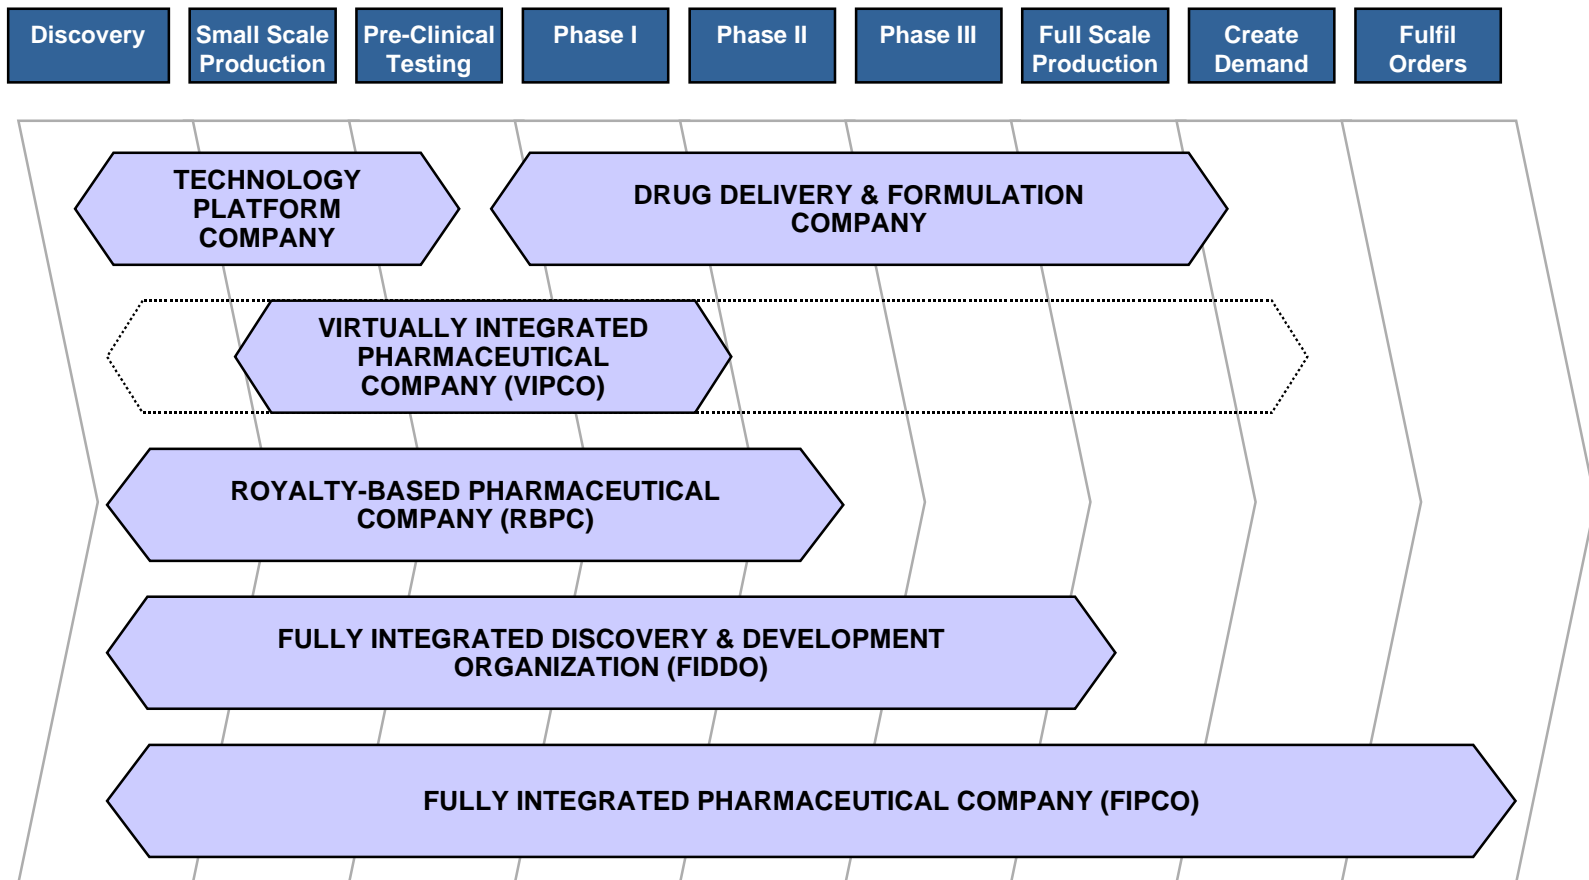 Discovery
Small Scale
Production
Pre-Clinical
Testing
Phase I
Phase II
Phase III
Full Scale
Production
Create
Demand
Fulfil
Orders
TECHNOLOGY
PLATFORM
COMPANY
DRUG DELIVERY & FORMULATION
COMPANY
VIRTUALLY INTEGRATED
PHARMACEUTICAL
COMPANY (VIPCO)
ROYALTY-BASED PHARMACEUTICAL
COMPANY (RBPC)
FULLY INTEGRATED DISCOVERY & DEVELOPMENT
ORGANIZATION (FIDDO)
FULLY INTEGRATED PHARMACEUTICAL COMPANY (FIPCO)